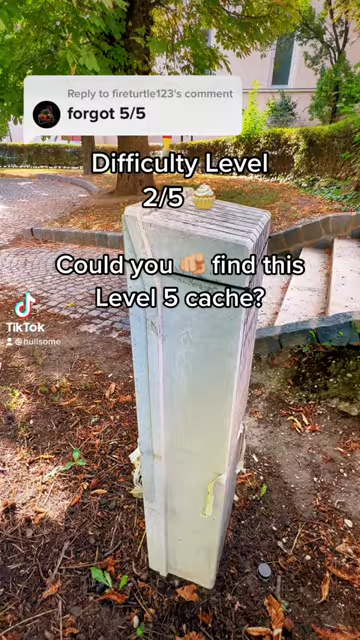 Reply to fireturtle123's comment
forgot 5/5
Difficulty Level
2/5 🧁
Could you 🫵🏼 find this
Level 5 cache?
TikTok
@hullsome